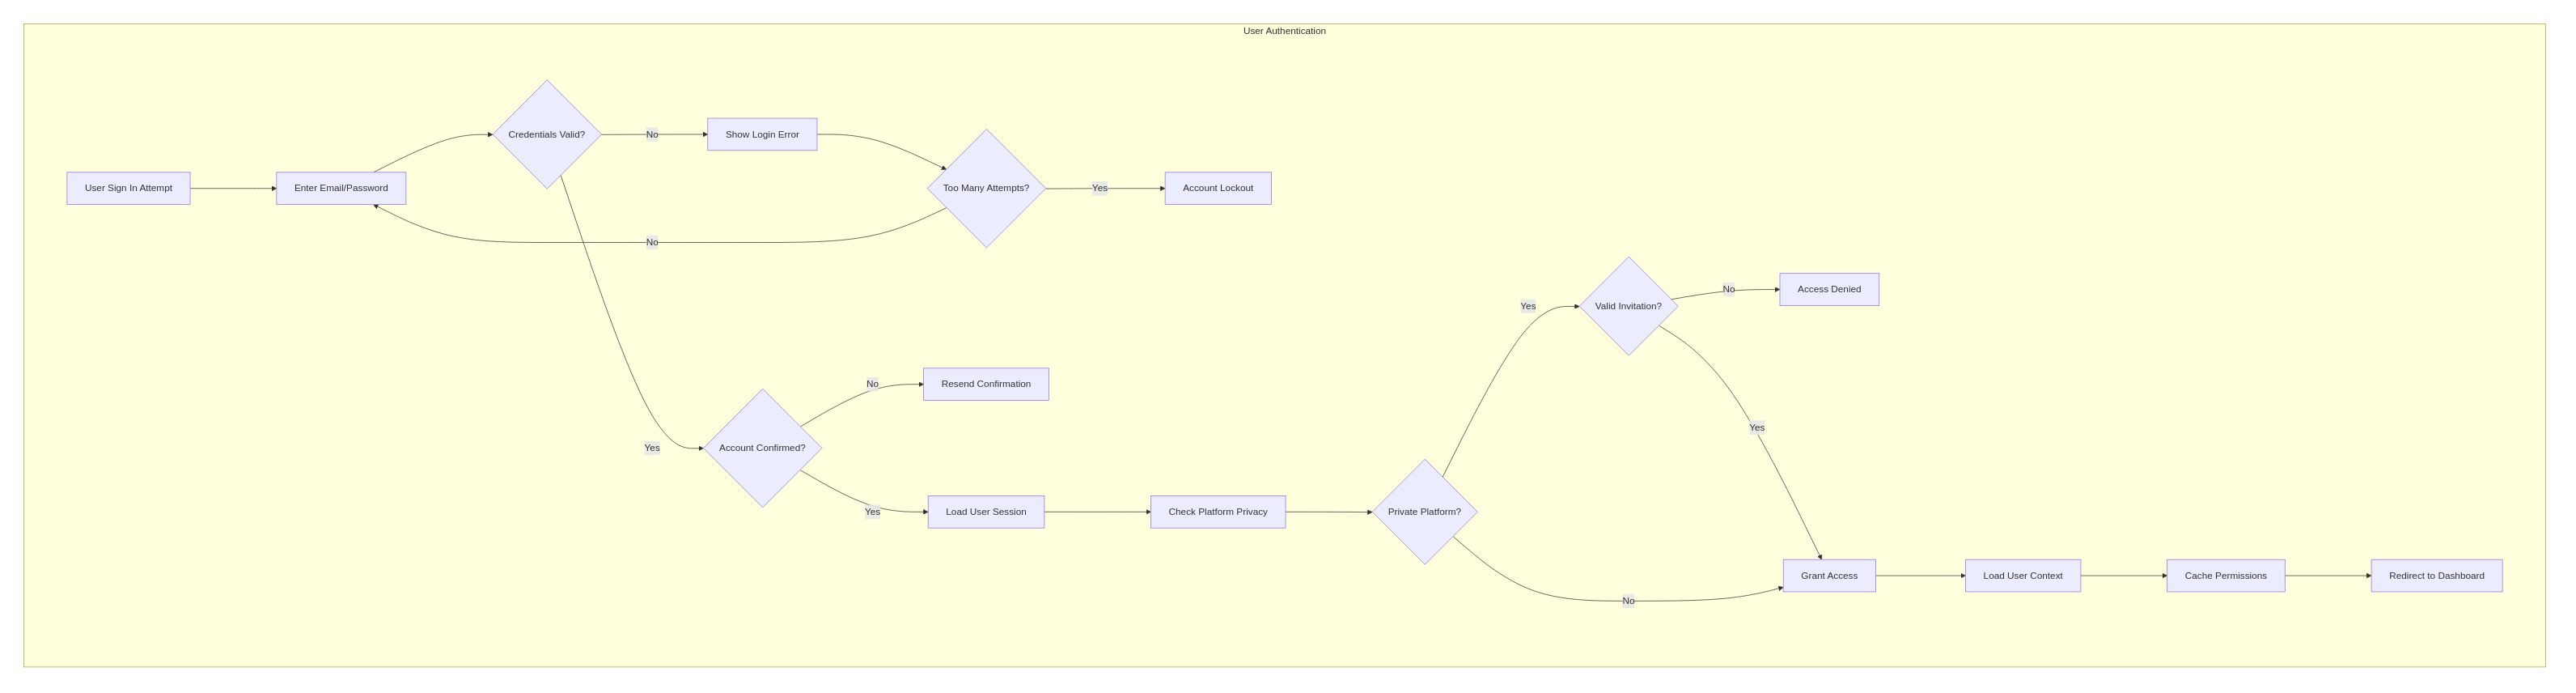 User Authentication
User Sign In Attempt
Enter Email/Password
Credentials Valid?
No
Show Login Error
Too Many Attempts?
Yes
Account Lockout
No
Yes
Account Confirmed?
No
Resend Confirmation
Yes
Load User Session
Check Platform Privacy
Private Platform?
Yes
Valid Invitation?
No
Access Denied
Yes
No
Grant Access
Load User Context
Cache Permissions
Redirect to Dashboard